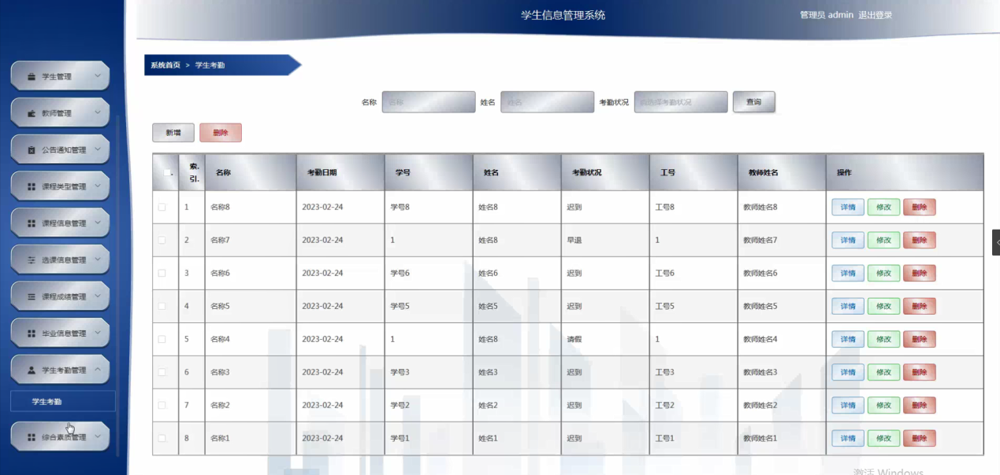 学生信息管理系统
管理员 admin 退出登录
学生管理
教师管理
公告通知管理
课程类型管理
课程信息管理
选课信息管理
课程成绩管理
毕业信息管理
学生考勤管理
学生考勤
综合素质管理
系统首页 > 学生考勤
名称 名称 姓名 姓名 考勤状况 请选择考勤状况 查询
新增 删除
索引. 名称 考勤日期 学号 姓名 考勤状况 工号 教师姓名 操作
1 名称8 2023-02-24 学号8 姓名8 迟到 工号8 教师姓名8 详情 修改 删除
2 名称7 2023-02-24 1 姓名8 早退 1 教师姓名7 详情 修改 删除
3 名称6 2023-02-24 学号6 姓名6 迟到 工号6 教师姓名6 详情 修改 删除
4 名称5 2023-02-24 学号5 姓名5 迟到 工号5 教师姓名5 详情 修改 删除
5 名称4 2023-02-24 1 姓名8 请假 1 教师姓名4 详情 修改 删除
6 名称3 2023-02-24 学号3 姓名3 迟到 工号3 教师姓名3 详情 修改 删除
7 名称2 2023-02-24 学号2 姓名2 迟到 工号2 教师姓名2 详情 修改 删除
8 名称1 2023-02-24 学号1 姓名1 迟到 工号1 教师姓名1 详情 修改 删除
激活 Windows